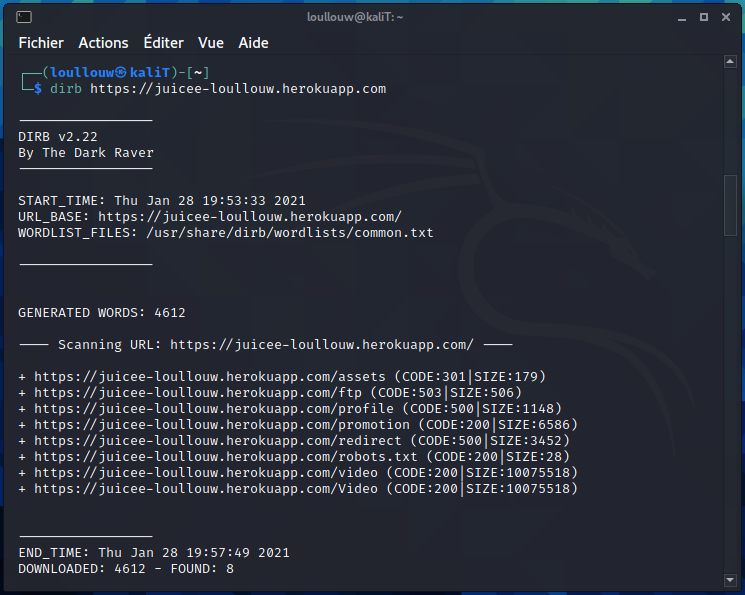 loullouw@kaliT: ~
Fichier Actions Éditer Vue Aide
┌──(loullouw㉿kaliT)-[~]
└─$ dirb https://juicee-loullouw.herokuapp.com
-----------------
DIRB v2.22
By The Dark Raver
-----------------
START_TIME: Thu Jan 28 19:53:33 2021
URL_BASE: https://juicee-loullouw.herokuapp.com/
WORDLIST_FILES: /usr/share/dirb/wordlists/common.txt
-----------------
GENERATED WORDS: 4612
---- Scanning URL: https://juicee-loullouw.herokuapp.com/ ----
+ https://juicee-loullouw.herokuapp.com/assets (CODE:301|SIZE:179)
+ https://juicee-loullouw.herokuapp.com/ftp (CODE:503|SIZE:506)
+ https://juicee-loullouw.herokuapp.com/profile (CODE:500|SIZE:1148)
+ https://juicee-loullouw.herokuapp.com/promotion (CODE:200|SIZE:6586)
+ https://juicee-loullouw.herokuapp.com/redirect (CODE:500|SIZE:3452)
+ https://juicee-loullouw.herokuapp.com/robots.txt (CODE:200|SIZE:28)
+ https://juicee-loullouw.herokuapp.com/video (CODE:200|SIZE:10075518)
+ https://juicee-loullouw.herokuapp.com/Video (CODE:200|SIZE:10075518)
-----------------
END_TIME: Thu Jan 28 19:57:49 2021
DOWNLOADED: 4612 - FOUND: 8